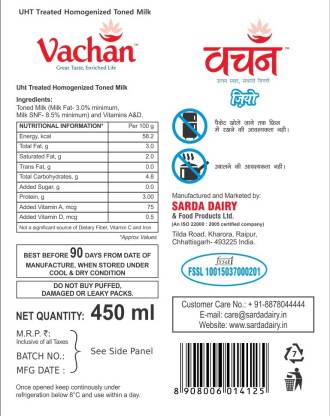 UHT Treated Homogenized Toned Milk
Vachan™
Great Taste, Enriched Life
Uht Treated Homogenized Toned Milk
Ingredients:
Toned Milk (Milk Fat- 3.0% minimum,
Milk SNF- 8.5% minimum) and Vitamins A&D.
NUTRITIONAL INFORMATION* Per 100 g
Energy, kcal 58.2
Total Fat, g 3.0
Saturated Fat, g 2.0
Trans Fat, g 0.0
Total Carbohydrates, g 4.8
Added Sugar, g 0.0
Protein, g 3.00
Added Vitamin A, mcg 75
Added Vitamin D, mcg 0.5
Not a significant source of Dietary Fiber, Vitamin C and Iron
*Approx Values
BEST BEFORE 90 DAYS FROM DATE OF
MANUFACTURE, WHEN STORED UNDER
COOL & DRY CONDITION
DO NOT BUY PUFFED,
DAMAGED OR LEAKY PACKS.
NET QUANTITY: 450 ml
M.R.P. ₹:
Inclusive of all Taxes
BATCH NO.:
MFG DATE :
See Side Panel
Once opened keep continuously under
refrigeration below 8°C and use within a day.
वचन™
उत्तम स्वाद, संवारे ज़िंदगी
ज़ियो
पैकेट खोले जाने तक फ्रिज
में रखने की आवश्यकता नहीं।
उबालने की आवश्यकता नहीं।
Manufactured and Marketed by:
SARDA DAIRY
& Food Products Ltd.
(An ISO 22000 : 2005 certified company)
Tilda Road, Kharora, Raipur,
Chhatisgarh- 493225 India.
fssai
FSSL 10015037000201
Customer Care No.: + 91-8878044444
E-mail: care@sardadairy.in
Website: www.sardadairy.in
7
8 908006 014125